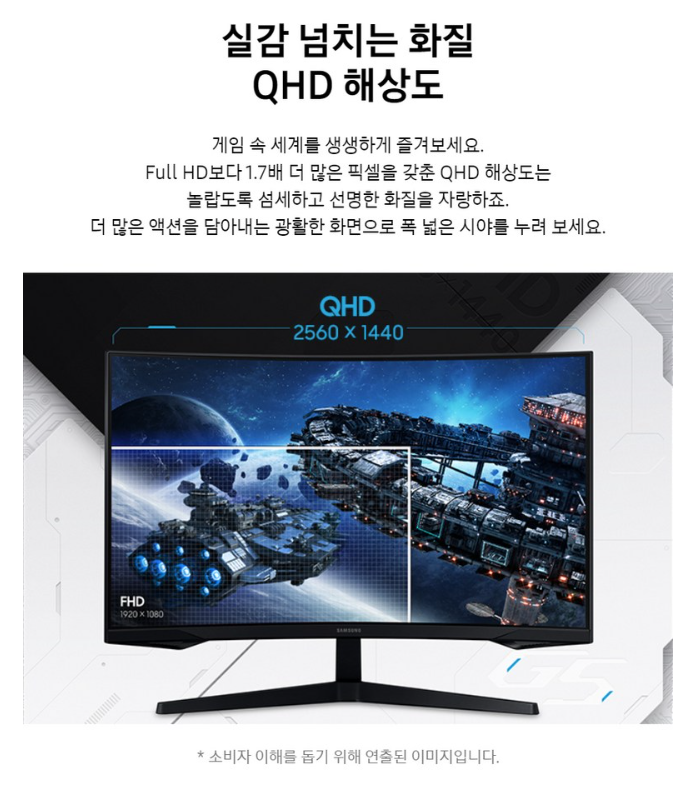 실감 넘치는 화질
QHD 해상도
게임 속 세계를 생생하게 즐겨보세요.
Full HD보다 1.7배 더 많은 픽셀을 갖춘 QHD 해상도는
놀랍도록 섬세하고 선명한 화질을 자랑하죠.
더 많은 액션을 담아내는 광활한 화면으로 폭 넓은 시야를 누려 보세요.
QHD
2560 X 1440
FHD
1920 X 1080
SAMSUNG
G5
* 소비자 이해를 돕기 위해 연출된 이미지입니다.